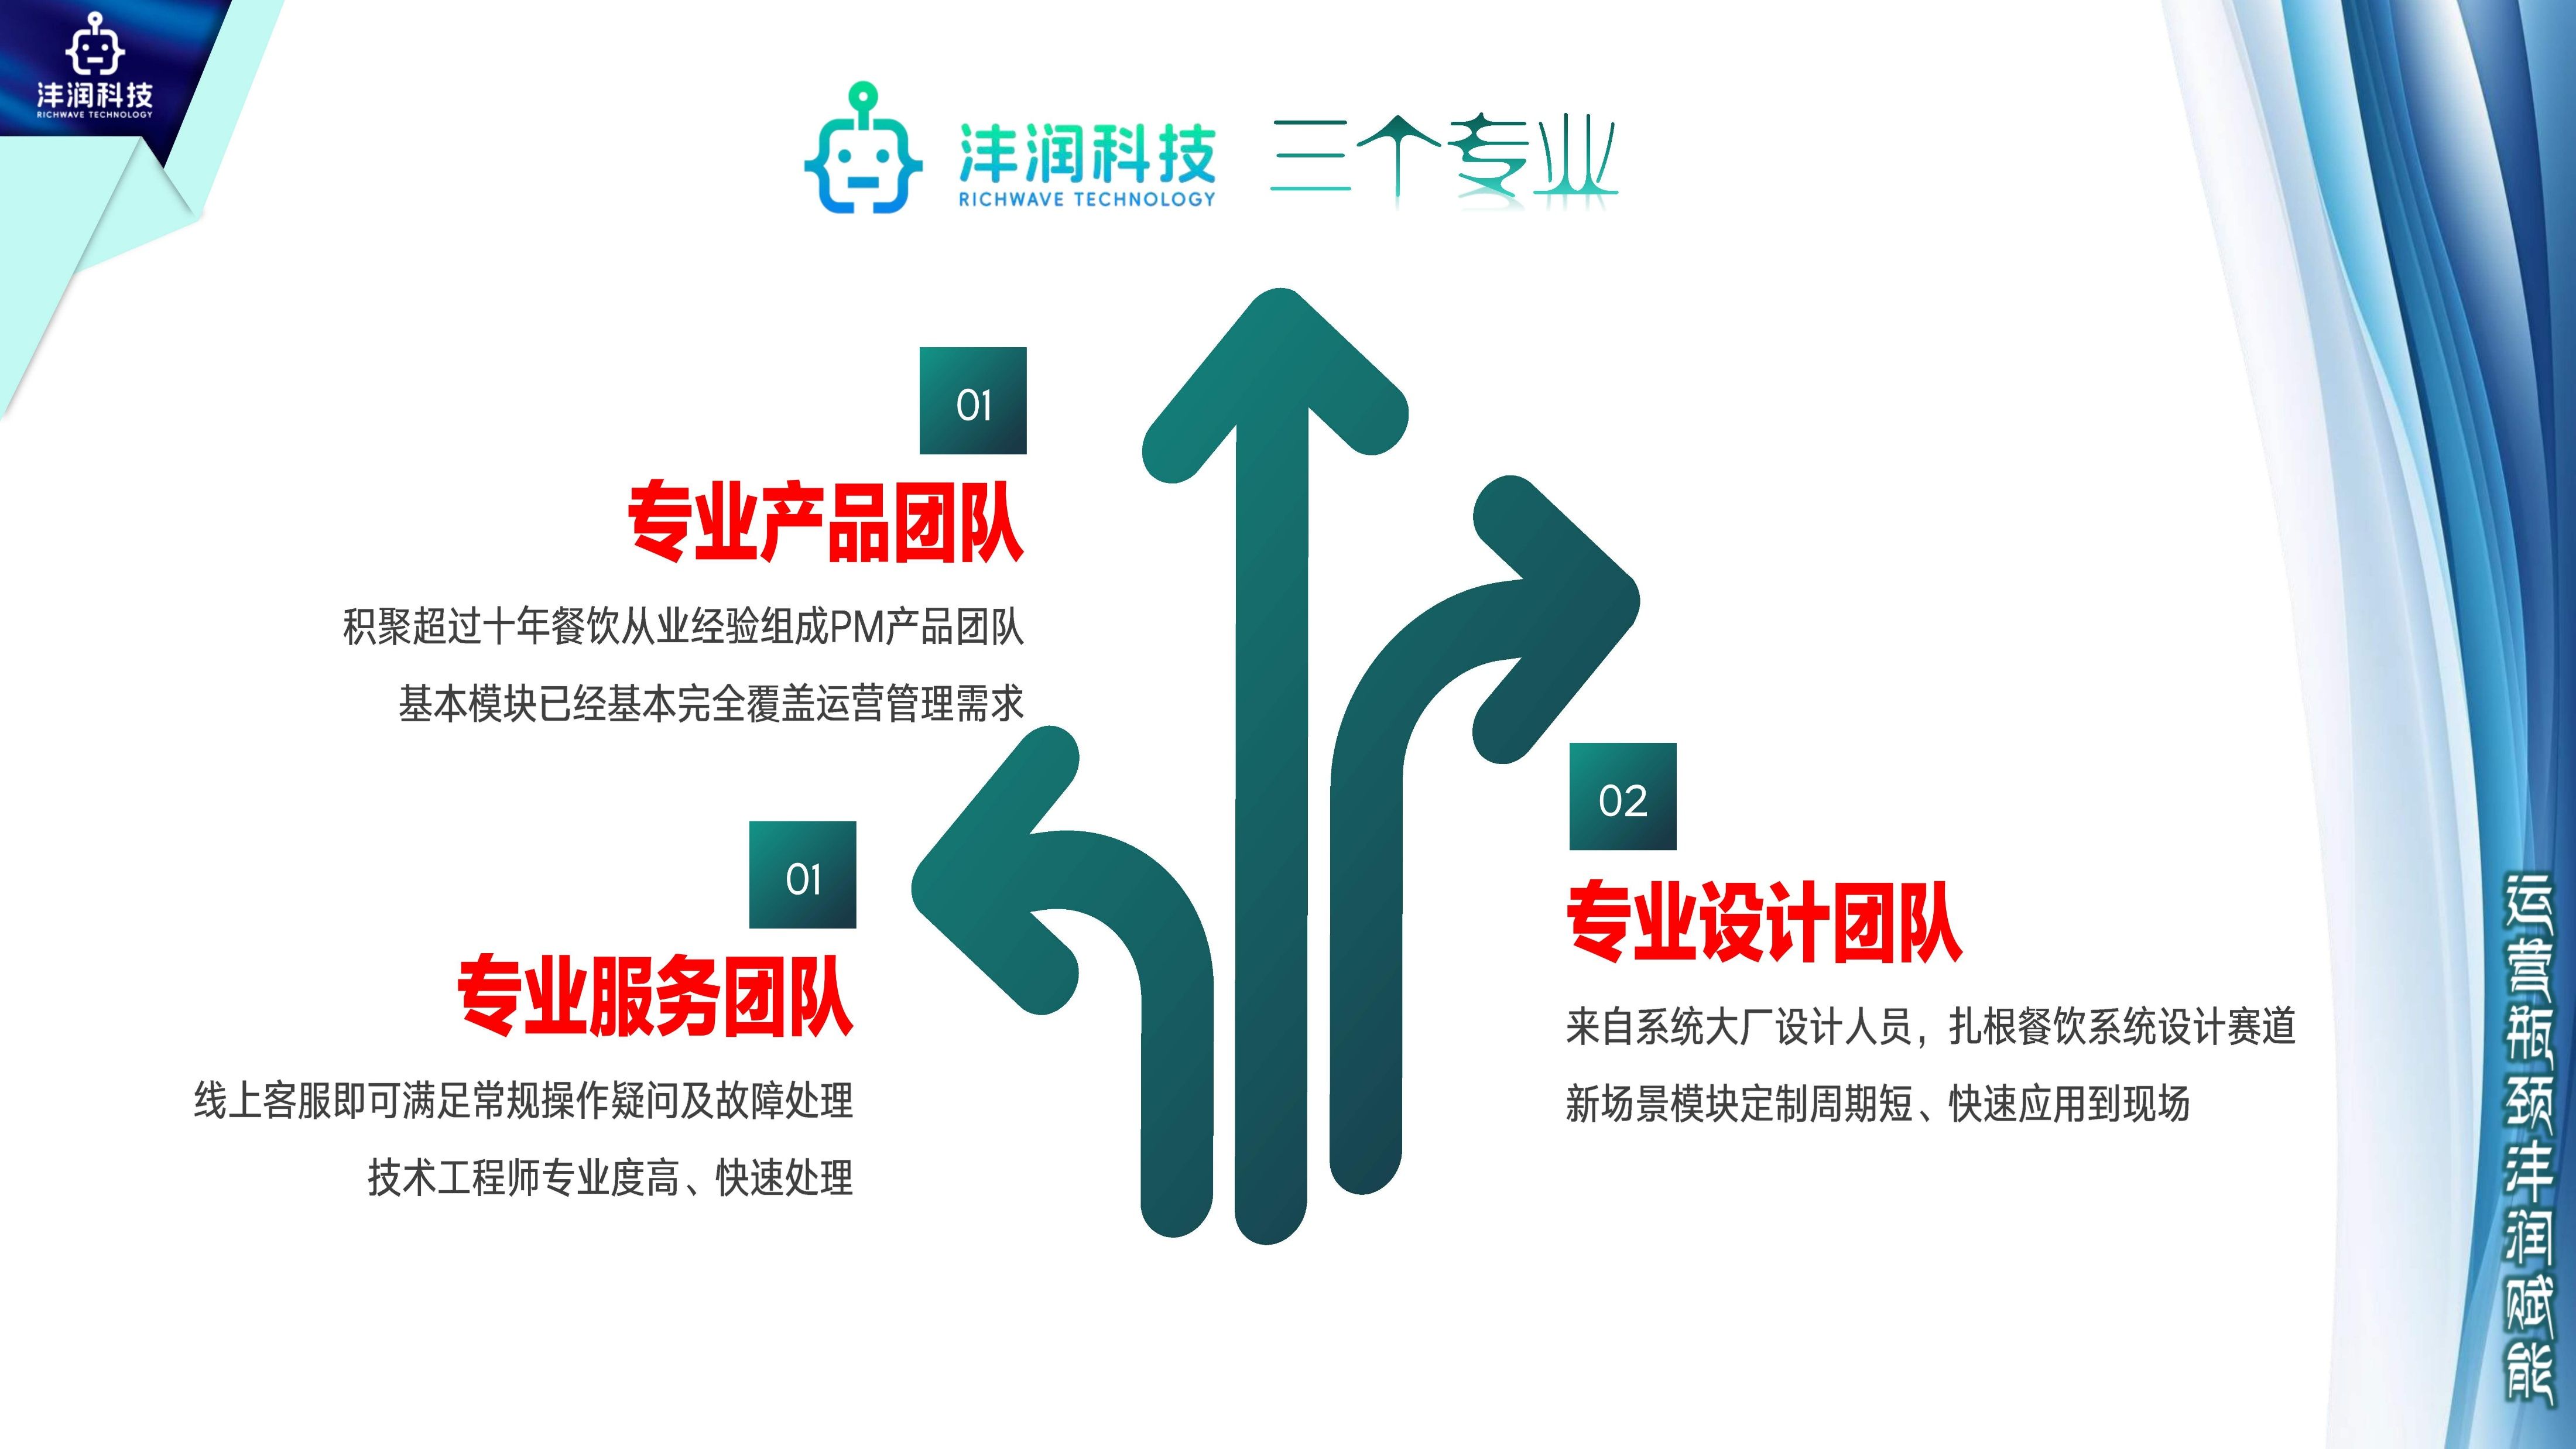 沣润科技
RICHWAVE TECHNOLOGY
沣润科技 三个专业
RICHWAVE TECHNOLOGY
01
专业产品团队
积聚超过十年餐饮从业经验组成PM产品团队
基本模块已经基本完全覆盖运营管理需求
01
专业服务团队
线上客服即可满足常规操作疑问及故障处理
技术工程师专业度高、快速处理
02
专业设计团队
来自系统大厂设计人员，扎根餐饮系统设计赛道
新场景模块定制周期短、快速应用到现场
运营瓶颈沣润赋能